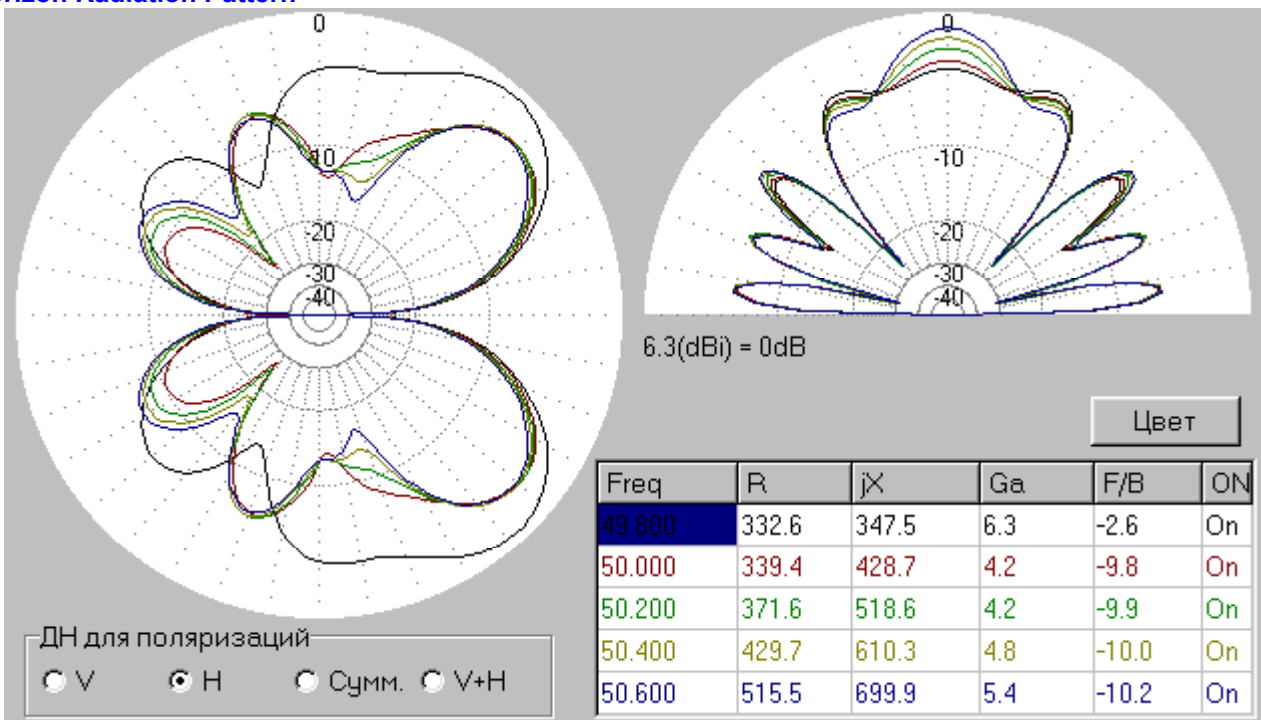 Horizon Radiation Pattern
0
-10
-20
-30
-40
0
-10
-20
-30
-40
6.3(dBi) = 0dB
Цвет
ДН для поляризаций
V H Сумм. V+H
Freq R jX Ga F/B ON
49.800 332.6 347.5 6.3 -2.6 On
50.000 339.4 428.7 4.2 -9.8 On
50.200 371.6 518.6 4.2 -9.9 On
50.400 429.7 610.3 4.8 -10.0 On
50.600 515.5 699.9 5.4 -10.2 On